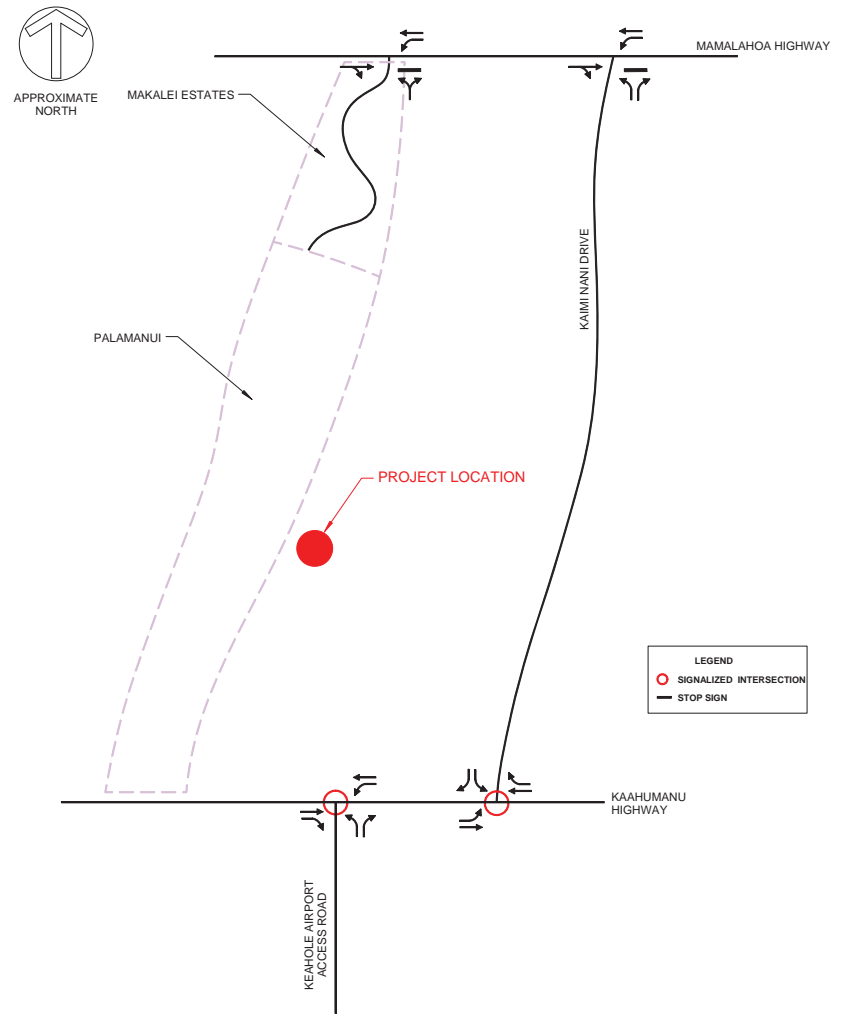 MAMALAHOA HIGHWAY
APPROXIMATE
NORTH
MAKALEI ESTATES
KAIMI NANI DRIVE
PALAMANUI
PROJECT LOCATION
LEGEND
SIGNALIZED INTERSECTION
STOP SIGN
KAAHUMANU
HIGHWAY
KEAHOLE AIRPORT
ACCESS ROAD